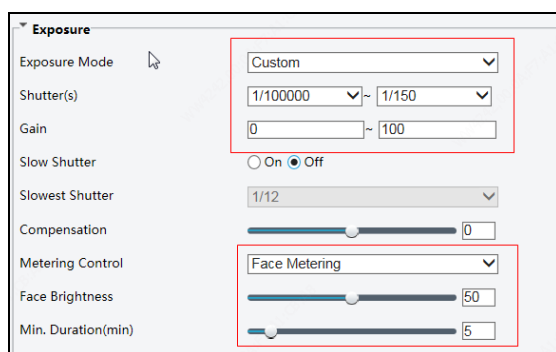 Exposure
Exposure Mode Custom
Shutter(s) 1/100000 ~ 1/150
Gain 0 ~ 100
Slow Shutter On Off
Slowest Shutter 1/12
Compensation 0
Metering Control Face Metering
Face Brightness 50
Min. Duration(min) 5